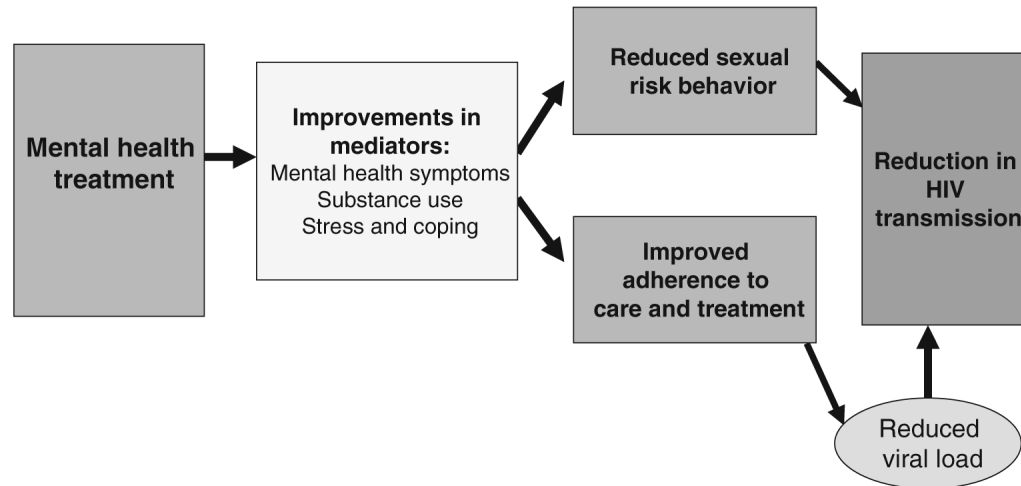 Mental health
treatment
Improvements in
mediators:
Mental health symptoms
Substance use
Stress and coping
Reduced sexual
risk behavior
Improved
adherence to
care and treatment
Reduction in
HIV
transmission
Reduced
viral load